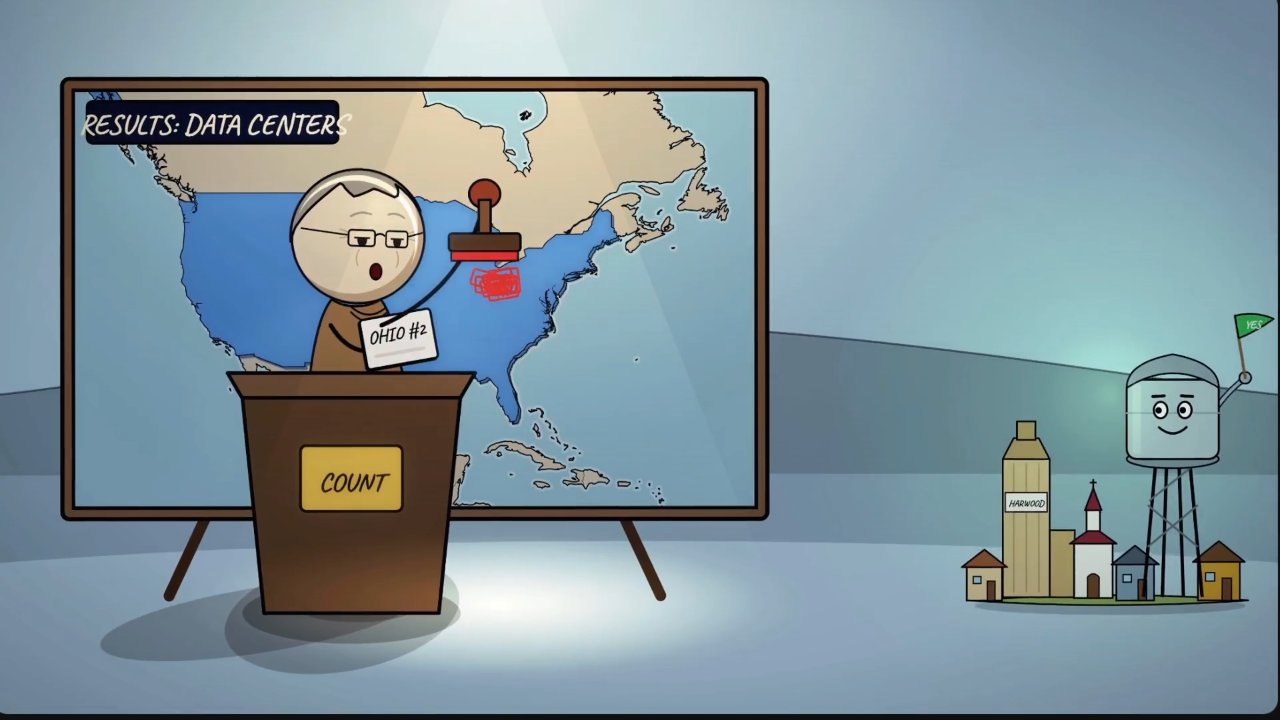 RESULTS: DATA CENTERS
OHIO #2
COUNT
YES
HARWOOD